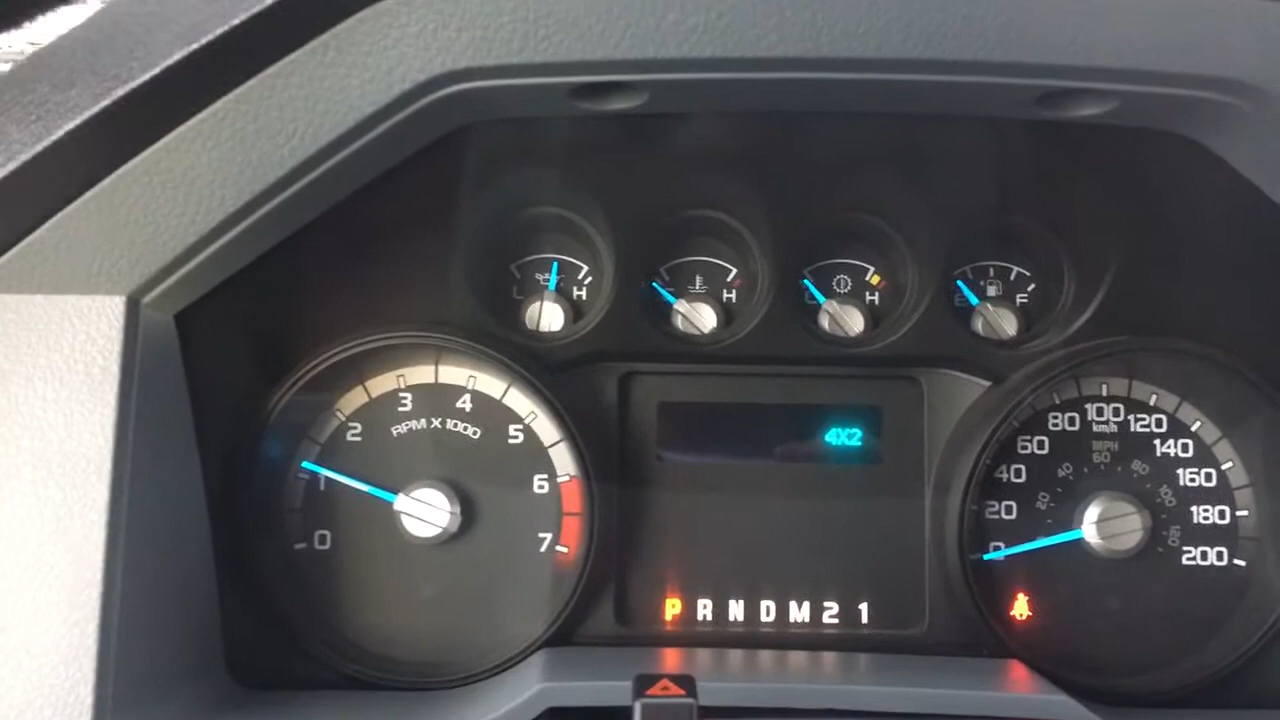 L H
H
C H
E F
0 1 2 3 4 5 6 7
RPM X 1000
4X2
P R N D M 2 1
0 20 40 60 80 100 120 140 160 180 200
km/h
MPH
20 40 60 80 100 120